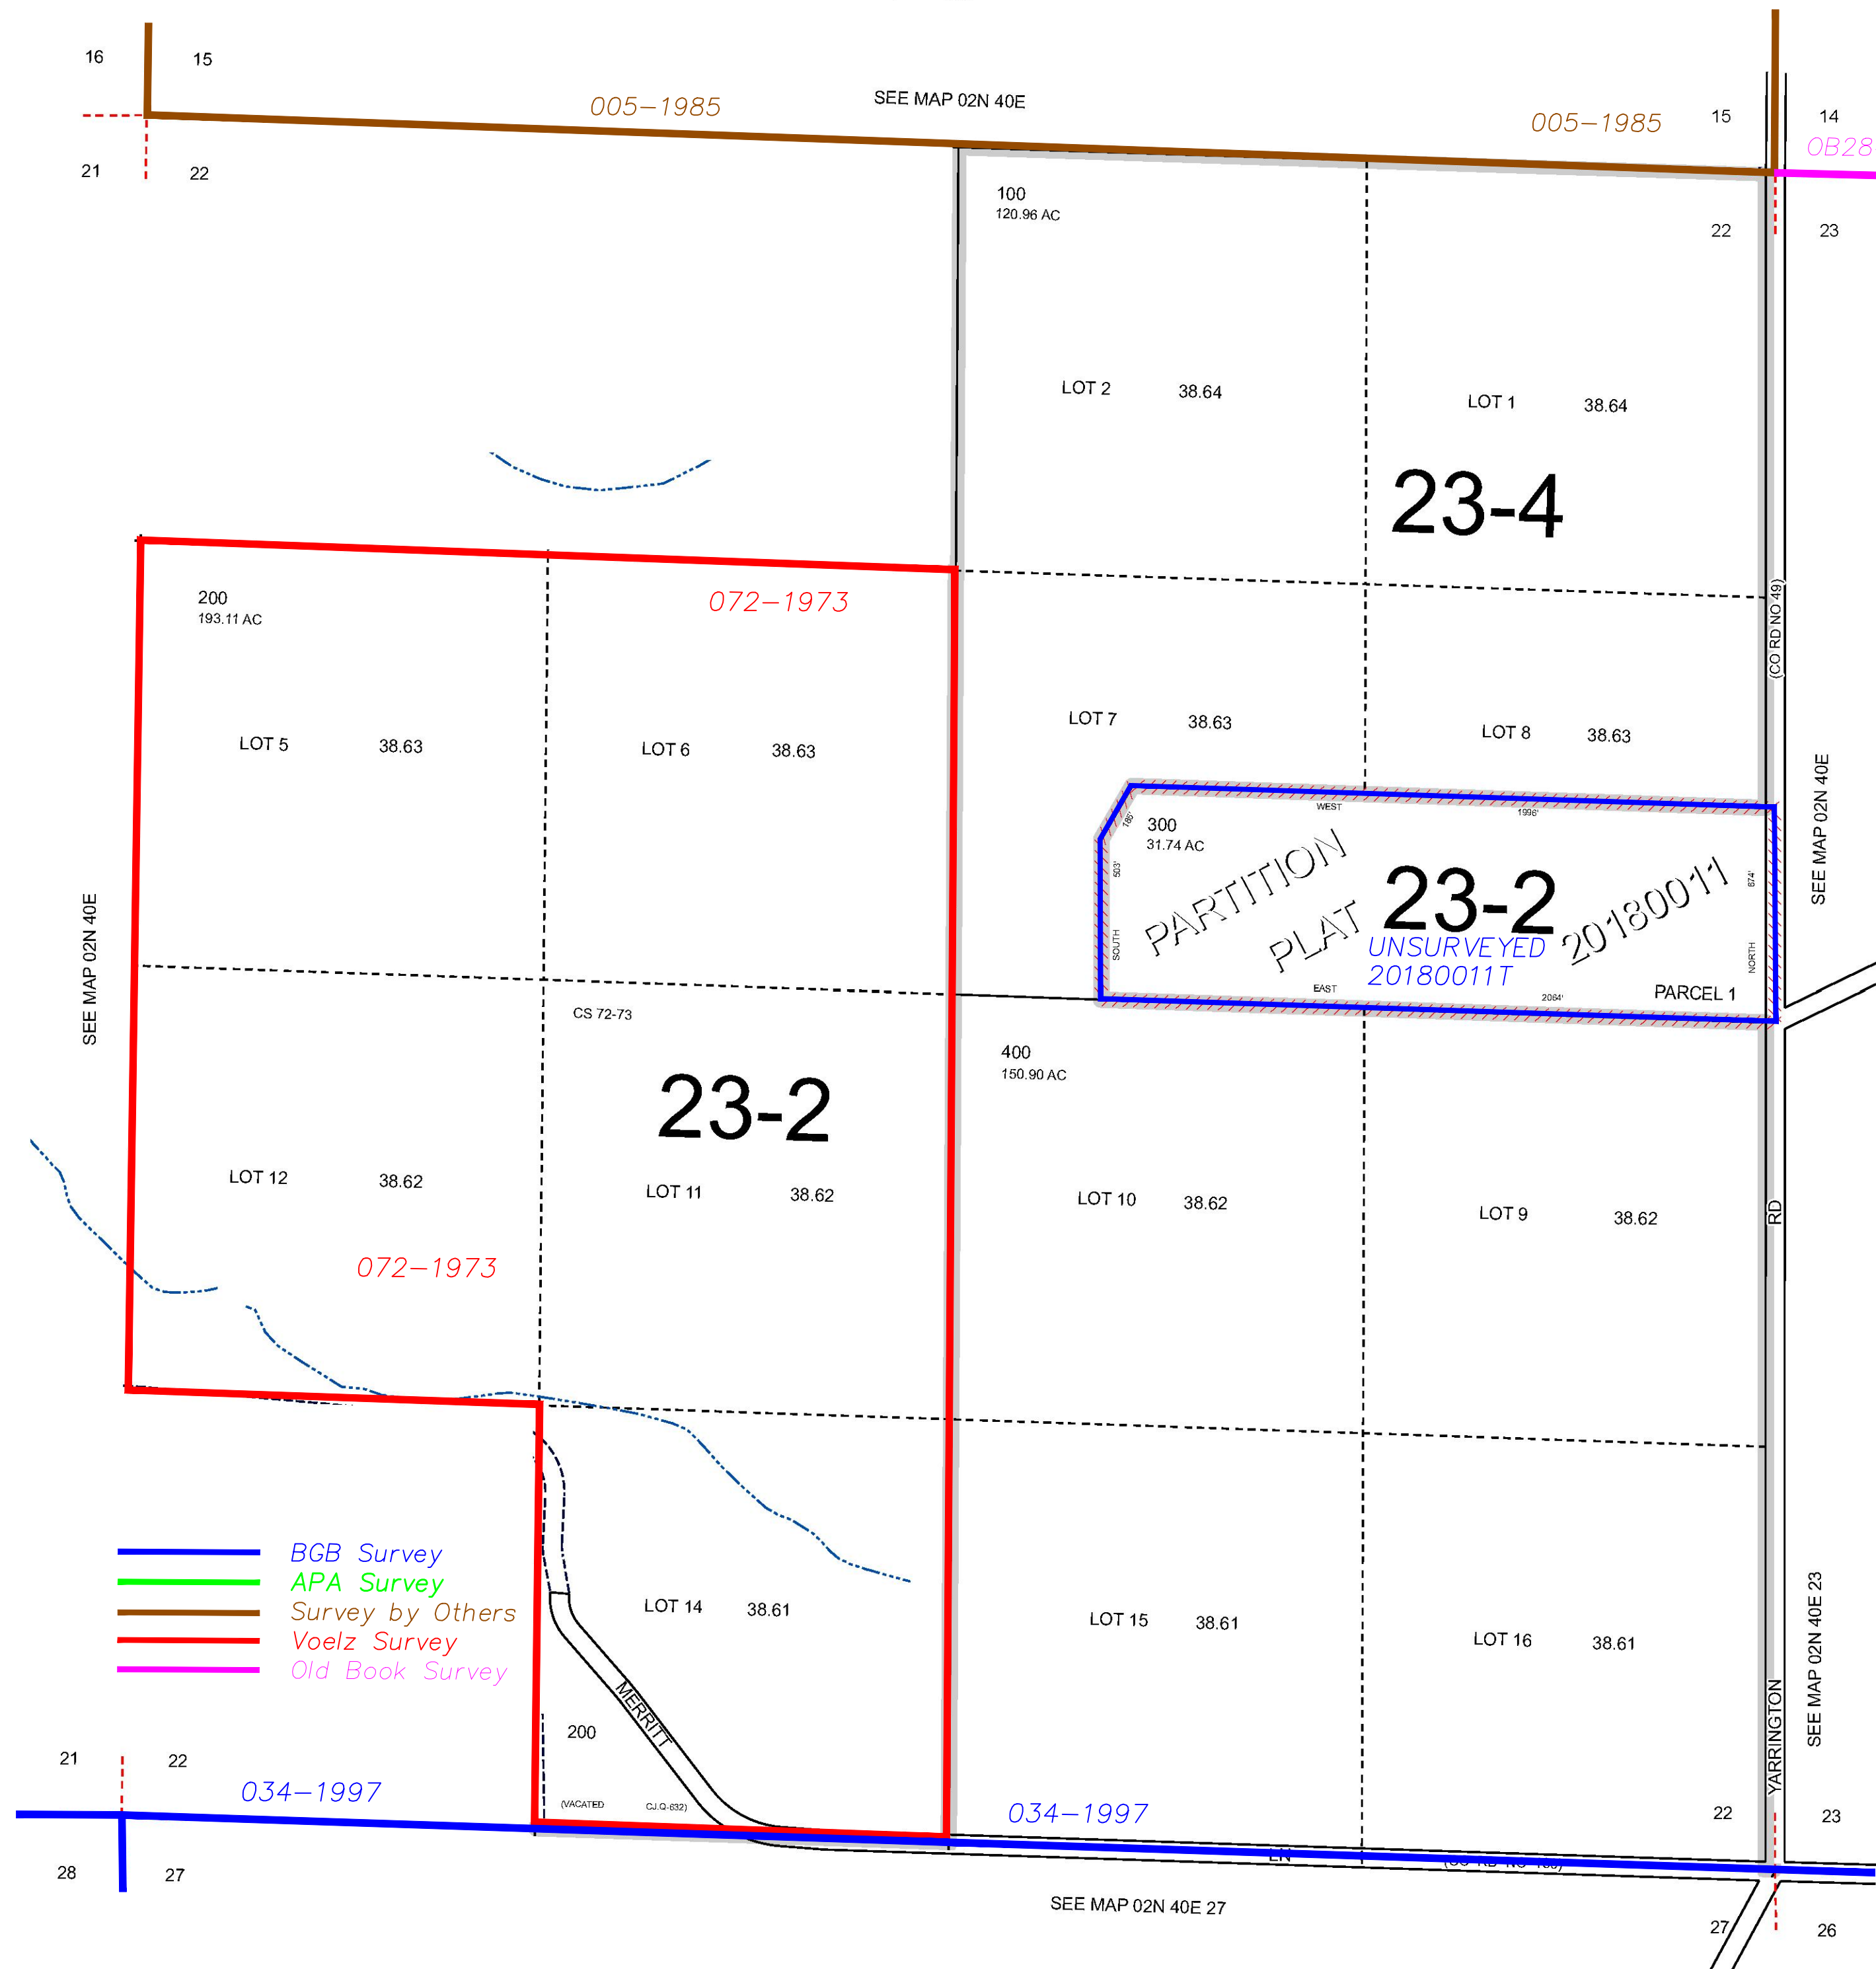 16
15
005-1985
SEE MAP 02N 40E
005-1985
15
14
OB28
21
22
100
120.96 AC
22
23
LOT 2 38.64
LOT 1 38.64
23-4
(CO RD NO 49)
200
193.11 AC
072-1973
LOT 5 38.63
LOT 6 38.63
LOT 7 38.63
LOT 8 38.63
SEE MAP 02N 40E
WEST
1996'
185'
300
31.74 AC
503'
SOUTH
PARTITION
PLAT
23-2
20180011
UNSURVEYED
20180011T
674'
NORTH
EAST
2064'
PARCEL 1
SEE MAP 02N 40E
CS 72-73
23-2
400
150.90 AC
LOT 12 38.62
LOT 11 38.62
LOT 10 38.62
LOT 9 38.62
RD
072-1973
BGB Survey
APA Survey
Survey by Others
Voelz Survey
Old Book Survey
LOT 14 38.61
LOT 15 38.61
LOT 16 38.61
SEE MAP 02N 40E 23
YARRINGTON
MERRITT
200
(VACATED CJ.Q-632)
21
22
034-1997
034-1997
22
23
28
27
LN
SEE MAP 02N 40E 27
27
26